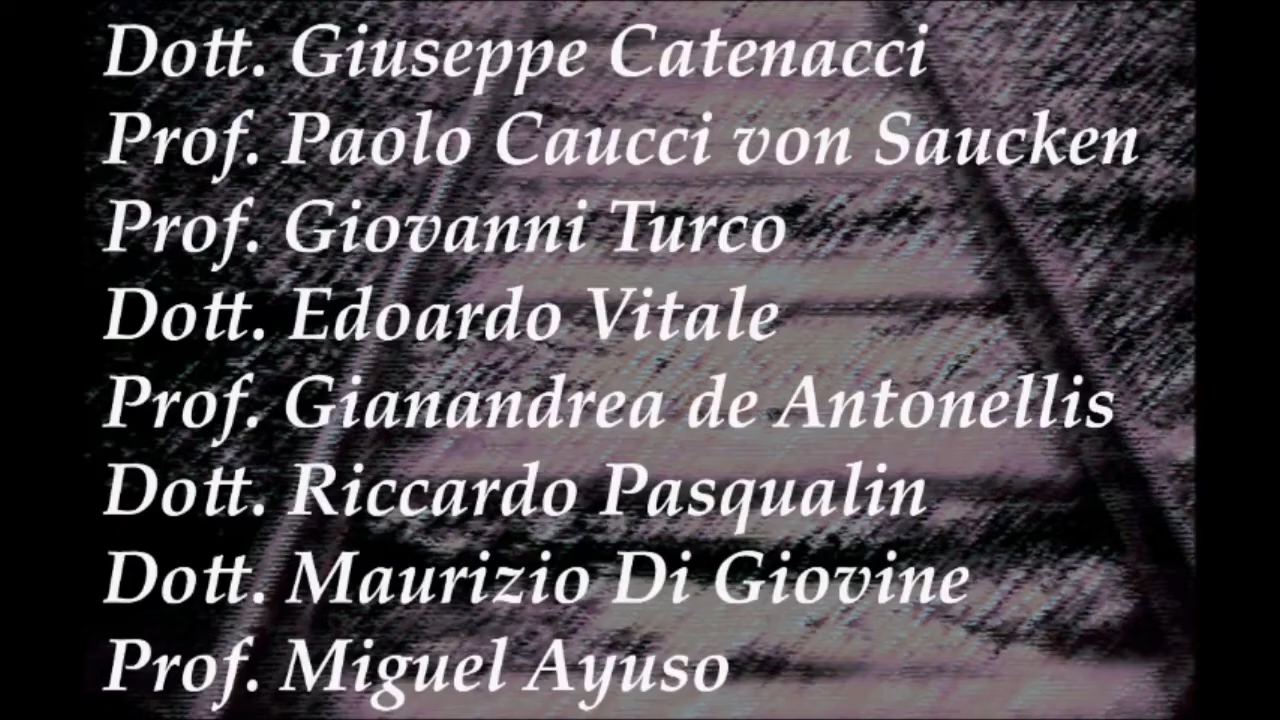 Dott. Giuseppe Catenacci
Prof. Paolo Caucci von Saucken
Prof. Giovanni Turco
Dott. Edoardo Vitale
Prof. Gianandrea de Antonellis
Dott. Riccardo Pasqualin
Dott. Maurizio Di Giovine
Prof. Miguel Ayuso